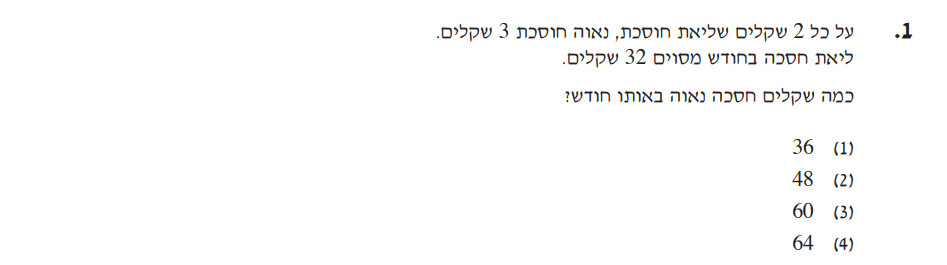 1. על כל 2 שקלים שליאת חוסכת, נאוה חוסכת 3 שקלים.
ליאת חסכה בחודש מסוים 32 שקלים.
כמה שקלים חסכה נאוה באותו חודש?
(1) 36
(2) 48
(3) 60
(4) 64